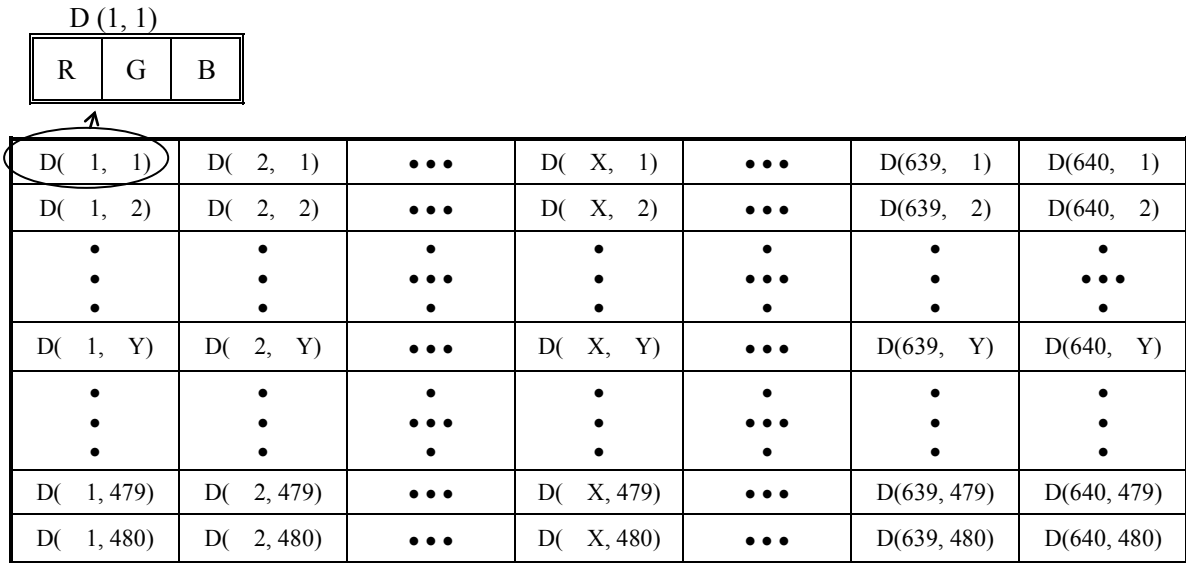 D (1, 1)
R G B
D( 1, 1) D( 2, 1) ••• D( X, 1) ••• D(639, 1) D(640, 1)
D( 1, 2) D( 2, 2) ••• D( X, 2) ••• D(639, 2) D(640, 2)
• • • • • • •
• • ••• • ••• • •••
• • • • • • •
D( 1, Y) D( 2, Y) ••• D( X, Y) ••• D(639, Y) D(640, Y)
• • • • • • •
• • ••• • ••• • •
• • • • • • •
D( 1, 479) D( 2, 479) ••• D( X, 479) ••• D(639, 479) D(640, 479)
D( 1, 480) D( 2, 480) ••• D( X, 480) ••• D(639, 480) D(640, 480)